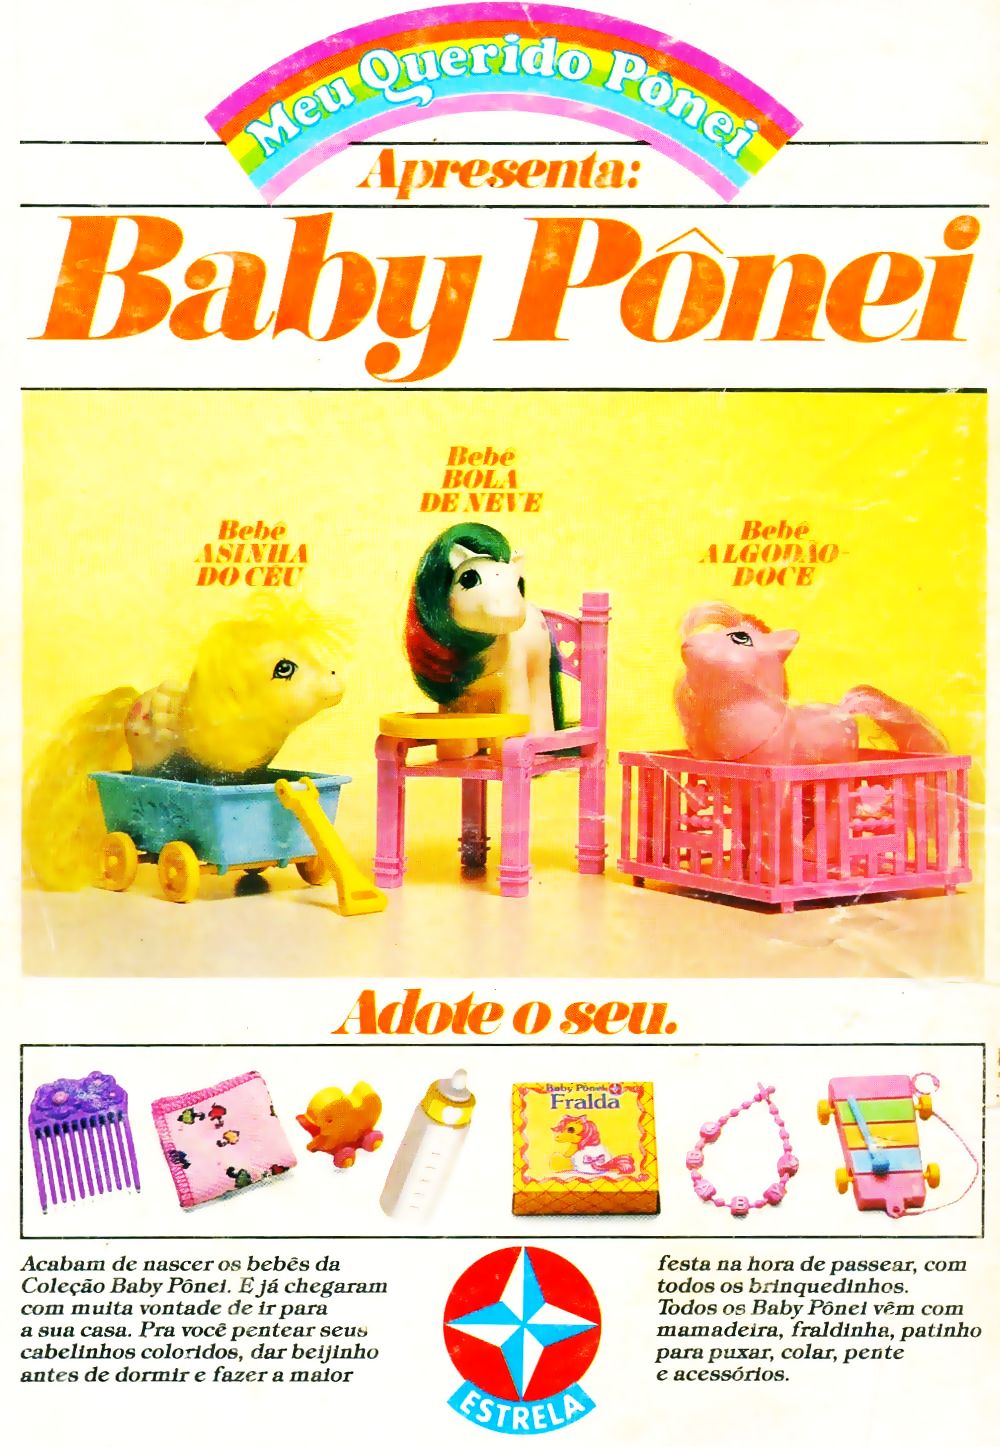 Meu Querido Pônei
Apresenta:
Baby Pônei
Bebê
BOLA
DE NEVE
Bebê
ASINHA
DO CÉU
Bebê
ALGODÃO-
DOCE
Adote o seu.
Baby Pônei
Fralda
Acabam de nascer os bebês da
Coleção Baby Pônei. E já chegaram
com muita vontade de ir para
a sua casa. Pra você pentear seus
cabelinhos coloridos, dar beijinho
antes de dormir e fazer a maior
ESTRELA
festa na hora de passear, com
todos os brinquedinhos.
Todos os Baby Pônei vêm com
mamadeira, fraldinha, patinho
para puxar, colar, pente
e acessórios.